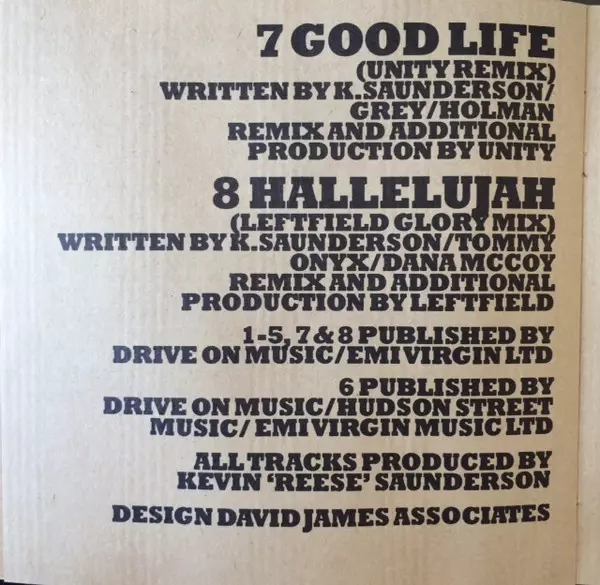 7 GOOD LIFE
(UNITY REMIX)
WRITTEN BY K.SAUNDERSON/
GREY/HOLMAN
REMIX AND ADDITIONAL
PRODUCTION BY UNITY
8 HALLELUJAH
(LEFTFIELD GLORY MIX)
WRITTEN BY K.SAUNDERSON/TOMMY
ONYX/DANA MCCOY
REMIX AND ADDITIONAL
PRODUCTION BY LEFTFIELD
1-5, 7 & 8 PUBLISHED BY
DRIVE ON MUSIC/EMI VIRGIN LTD
6 PUBLISHED BY
DRIVE ON MUSIC/HUDSON STREET
MUSIC/ EMI VIRGIN MUSIC LTD
ALL TRACKS PRODUCED BY
KEVIN 'REESE' SAUNDERSON
DESIGN DAVID JAMES ASSOCIATES